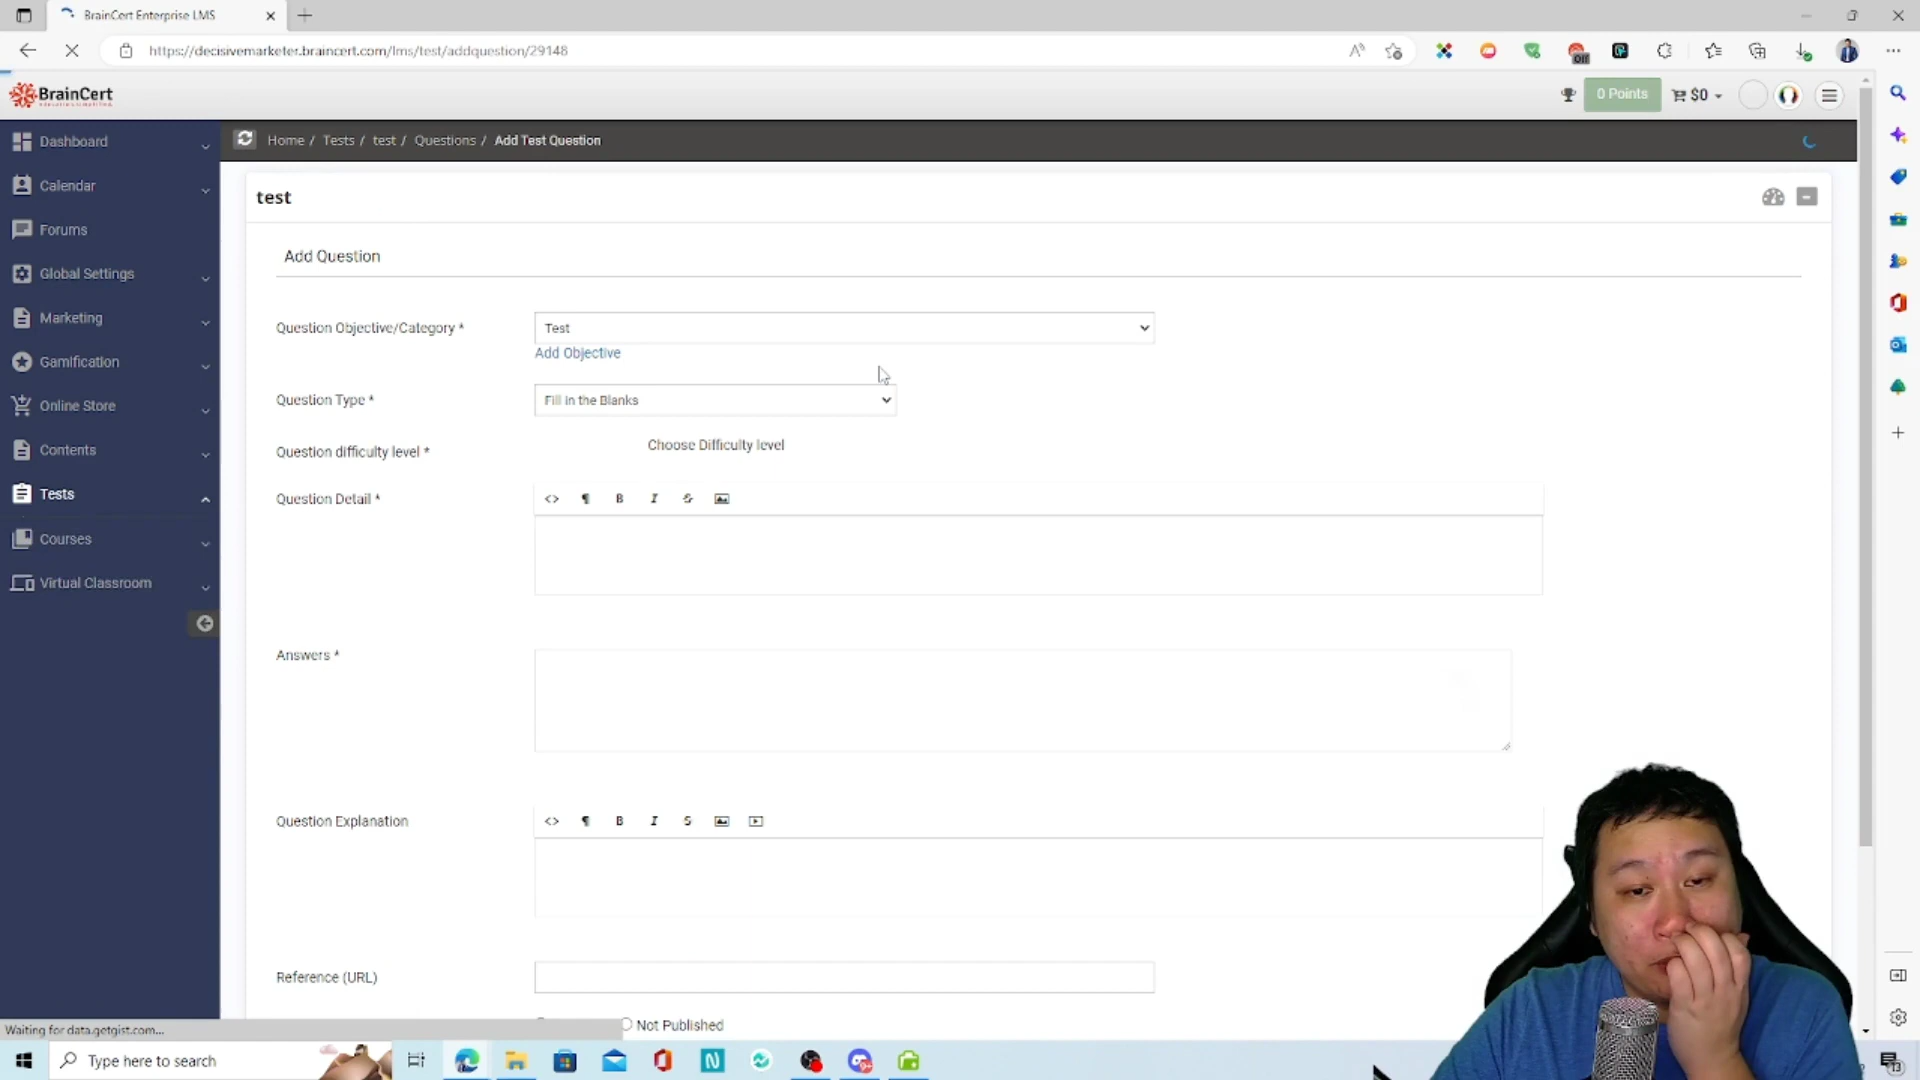 BrainCert Enterprise LMS
https://decisivemarketer.braincert.com/lms/test/addquestion/29148
off
BrainCert
0 Points
$0
Dashboard
Home / Tests / test / Questions / Add Test Question
Calendar
test
Forums
Add Question
Global Settings
Marketing
Question Objective/Category *
Test
Add Objective
Gamification
Question Type *
Fill in the Blanks
Online Store
Question difficulty level *
Choose Difficulty level
Contents
Tests
Question Detail *
Courses
Virtual Classroom
Answers *
Question Explanation
Reference (URL)
Not Published
Waiting for data.getgist.com...
Type here to search
13